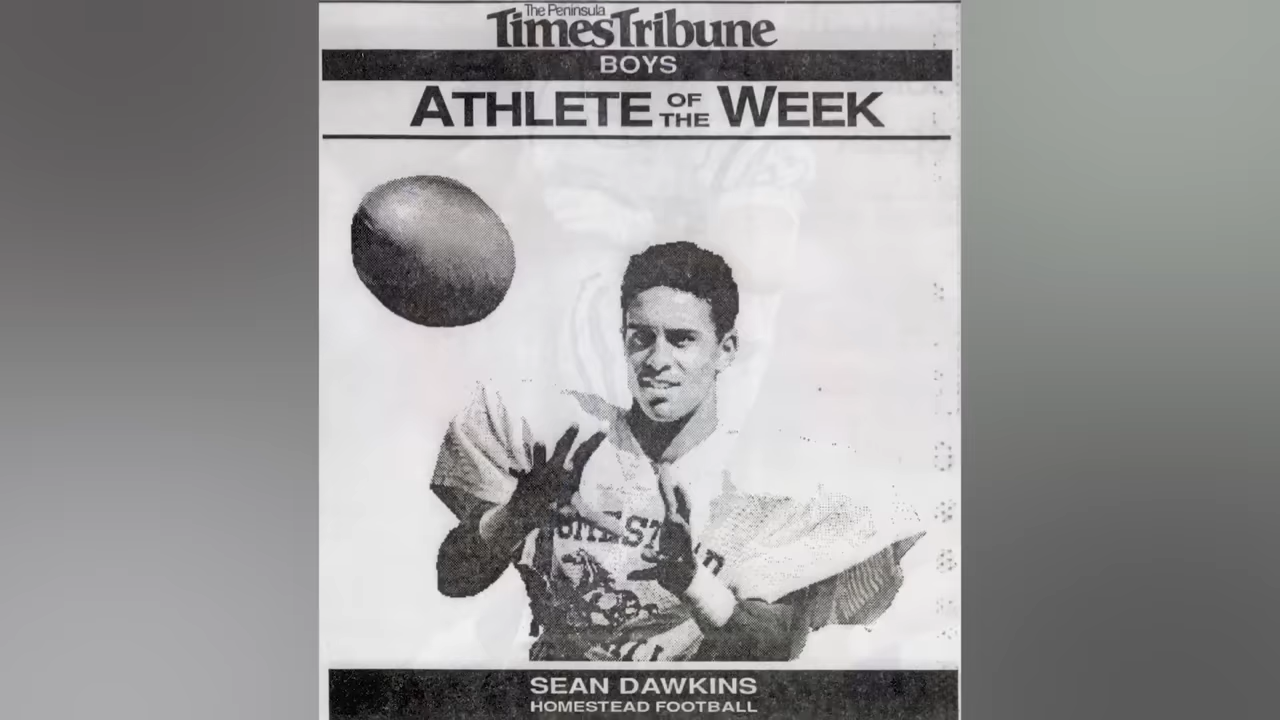 The Peninsula
TimesTribune
BOYS
ATHLETE OF THE WEEK
SEAN DAWKINS
HOMESTEAD FOOTBALL